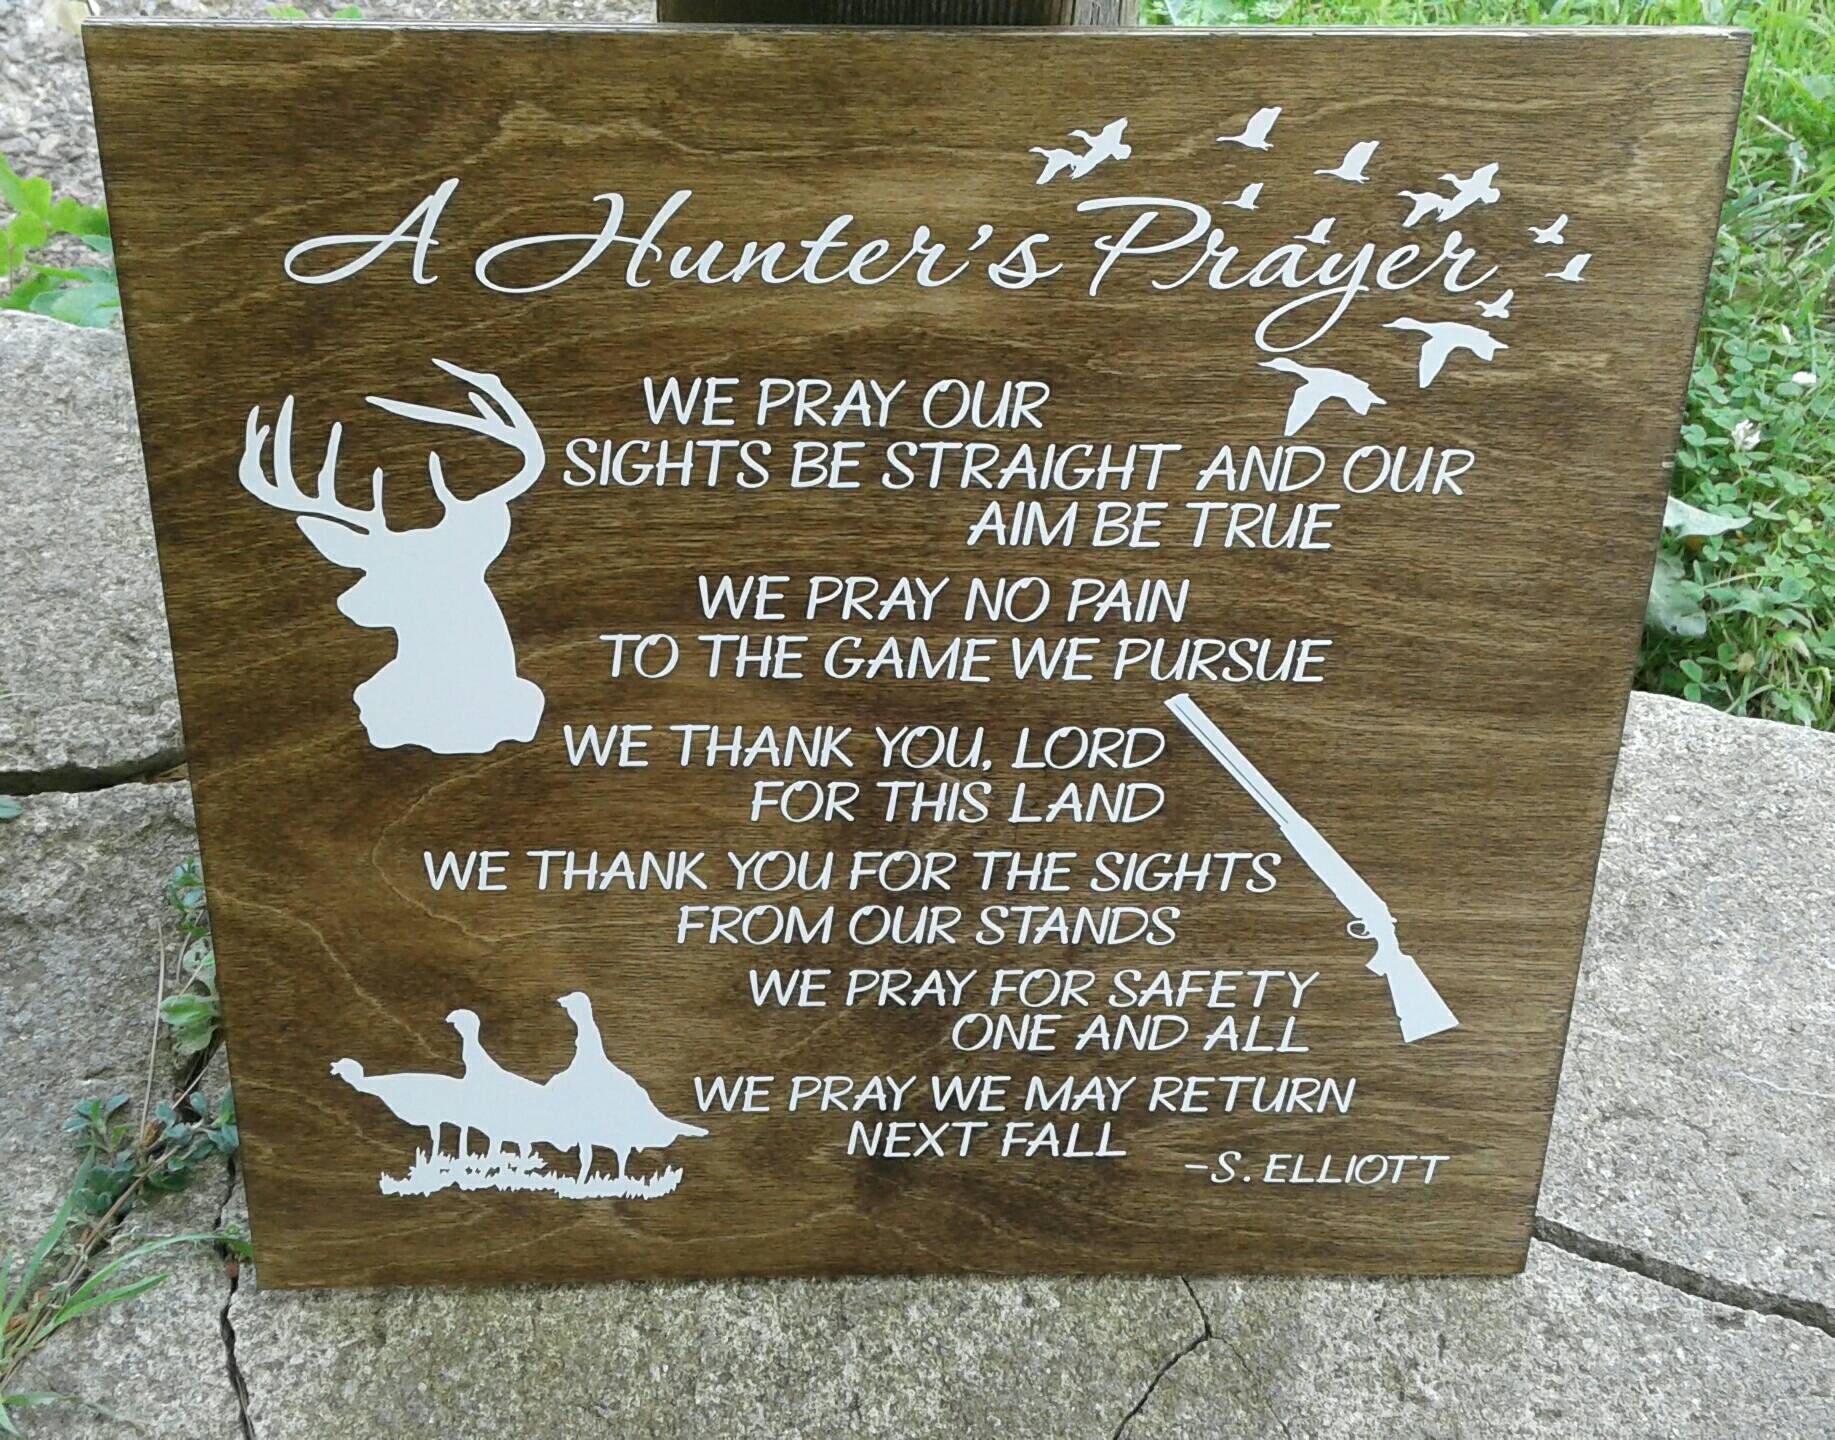 A Hunter's Prayer
WE PRAY OUR
SIGHTS BE STRAIGHT AND OUR
AIM BE TRUE
WE PRAY NO PAIN
TO THE GAME WE PURSUE
WE THANK YOU, LORD
FOR THIS LAND
WE THANK YOU FOR THE SIGHTS
FROM OUR STANDS
WE PRAY FOR SAFETY
ONE AND ALL
WE PRAY WE MAY RETURN
NEXT FALL
-S. ELLIOTT